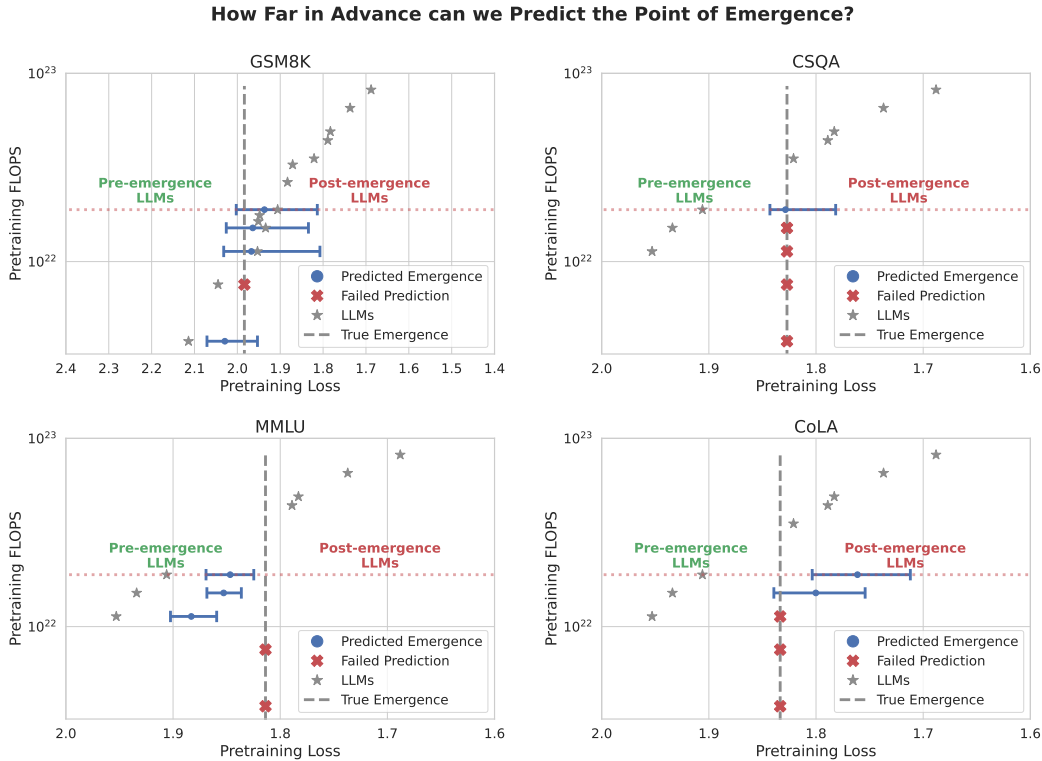 How Far in Advance can we Predict the Point of Emergence?
GSM8K
10^23
10^22
Pretraining FLOPS
Pre-emergence
LLMs
Post-emergence
LLMs
Predicted Emergence
Failed Prediction
LLMs
True Emergence
2.4 2.2 2.2 2.1 2.0 1.9 1.8 1.7 1.6 1.5 1.4
Pretraining Loss
CSQA
10^23
10^22
Pretraining FLOPS
Pre-emergence
LLMs
Post-emergence
LLMs
Predicted Emergence
Failed Prediction
LLMs
True Emergence
2.0 1.9 1.8 1.7 1.6
Pretraining Loss
MMLU
10^23
10^22
Pretraining FLOPS
Pre-emergence
LLMs
Post-emergence
LLMs
Predicted Emergence
Failed Prediction
LLMs
True Emergence
2.0 1.9 1.8 1.7 1.6
Pretraining Loss
CoLA
10^23
10^22
Pretraining FLOPS
Pre-emergence
LLMs
Post-emergence
LLMs
Predicted Emergence
Failed Prediction
LLMs
True Emergence
2.0 1.9 1.8 1.7 1.6
Pretraining Loss